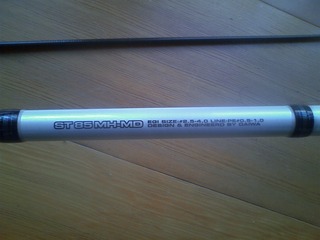 ST 85 MH-MD
EGI SIZE:#2.5-4.0 LINE:PE#0.5-1.0
DESIGN & ENGINEERD BY DAIWA